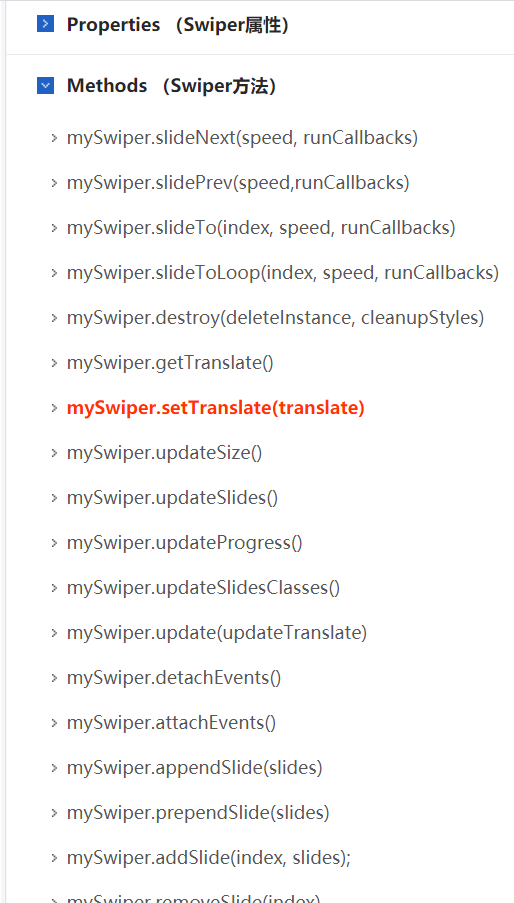 Properties （Swiper属性）
Methods （Swiper方法）
mySwiper.slideNext(speed, runCallbacks)
mySwiper.slidePrev(speed,runCallbacks)
mySwiper.slideTo(index, speed, runCallbacks)
mySwiper.slideToLoop(index, speed, runCallbacks)
mySwiper.destroy(deleteInstance, cleanupStyles)
mySwiper.getTranslate()
mySwiper.setTranslate(translate)
mySwiper.updateSize()
mySwiper.updateSlides()
mySwiper.updateProgress()
mySwiper.updateSlidesClasses()
mySwiper.update(updateTranslate)
mySwiper.detachEvents()
mySwiper.attachEvents()
mySwiper.appendSlide(slides)
mySwiper.prependSlide(slides)
mySwiper.addSlide(index, slides);
mySwiper.removeSlide(index)